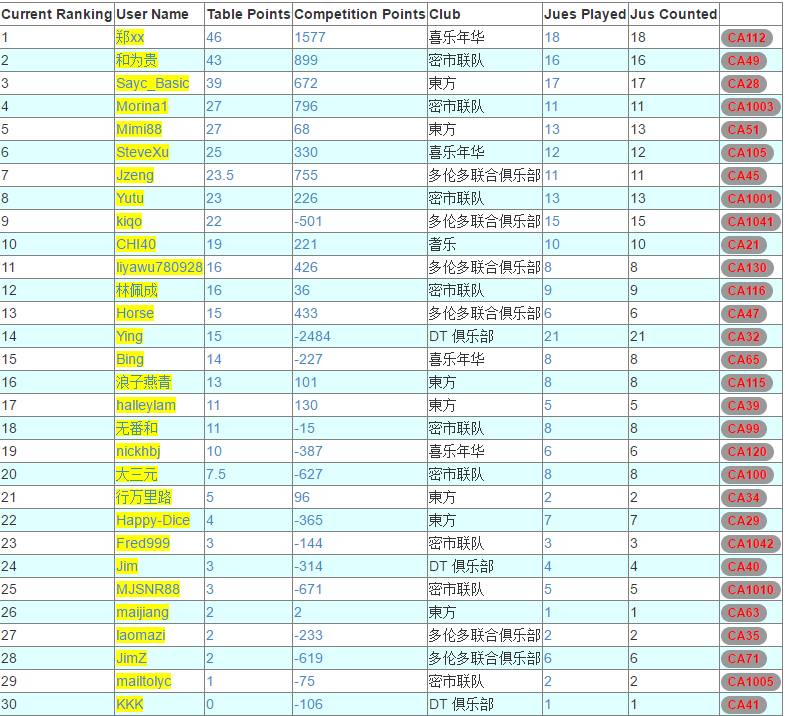 Current Ranking User Name Table Points Competition Points Club Jues Played Jus Counted
1 郑xx 46 1577 喜乐年华 18 18 CA112
2 和为贵 43 899 密市联队 16 16 CA49
3 Sayc_Basic 39 672 東方 17 17 CA28
4 Morina1 27 796 密市联队 11 11 CA1003
5 Mimi88 27 68 東方 13 13 CA51
6 SteveXu 25 330 喜乐年华 12 12 CA105
7 Jzeng 23.5 755 多伦多联合俱乐部 11 11 CA45
8 Yutu 23 226 密市联队 13 13 CA1001
9 kiqo 22 -501 多伦多联合俱乐部 15 15 CA1041
10 CHI40 19 221 耆乐 10 10 CA21
11 liyawu780928 16 426 多伦多联合俱乐部 8 8 CA130
12 林佩成 16 36 密市联队 9 9 CA116
13 Horse 15 433 多伦多联合俱乐部 6 6 CA47
14 Ying 15 -2484 DT 俱乐部 21 21 CA32
15 Bing 14 -227 喜乐年华 8 8 CA65
16 浪子燕青 13 101 東方 8 8 CA115
17 halleylam 11 130 東方 5 5 CA39
18 无番和 11 -15 密市联队 8 8 CA99
19 nickhbj 10 -387 喜乐年华 6 6 CA120
20 大三元 7.5 -627 密市联队 8 8 CA100
21 行万里路 5 96 東方 2 2 CA34
22 Happy-Dice 4 -365 東方 7 7 CA29
23 Fred999 3 -144 密市联队 3 3 CA1042
24 Jim 3 -314 DT 俱乐部 4 4 CA40
25 MJSNR88 3 -671 密市联队 5 5 CA1010
26 maijiang 2 2 東方 1 1 CA63
27 laomazi 2 -233 多伦多联合俱乐部 2 2 CA35
28 JimZ 2 -619 多伦多联合俱乐部 6 6 CA71
29 mailtolyc 1 -75 密市联队 2 2 CA1005
30 KKK 0 -106 DT 俱乐部 1 1 CA41